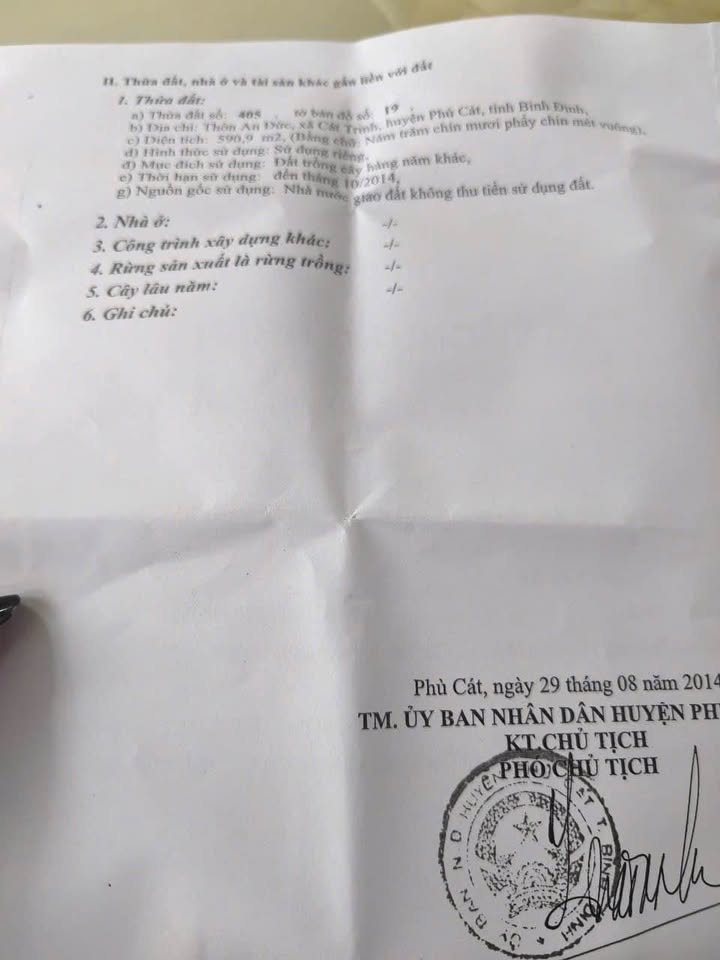 II. Thửa đất, nhà ở và tài sản khác gắn liền với đất
1. Thửa đất:
a) Thửa đất số: 405 , tờ bản đồ số: 19 ,
b) Địa chỉ: Thôn An Đức, xã Cát Trinh, huyện Phù Cát, tỉnh Bình Định,
c) Diện tích: 590,9 m2, (Bằng chữ: Năm trăm chín mươi phẩy chín mét vuông),
d) Hình thức sử dụng: Sử dụng riêng,
đ) Mục đích sử dụng: Đất trồng cây hàng năm khác,
e) Thời hạn sử dụng: đến tháng 10/2014,
g) Nguồn gốc sử dụng: Nhà nước giao đất không thu tiền sử dụng đất.
2. Nhà ở: -/-
3. Công trình xây dựng khác: -/-
4. Rừng sản xuất là rừng trồng: -/-
5. Cây lâu năm: -/-
6. Ghi chú:
Phù Cát, ngày 29 tháng 08 năm 2014
TM. ỦY BAN NHÂN DÂN HUYỆN PH
KT CHỦ TỊCH
PHÓ CHỦ TỊCH
ỦY BAN N D HUYỆN ÁT T. BÌNH ĐỊNH